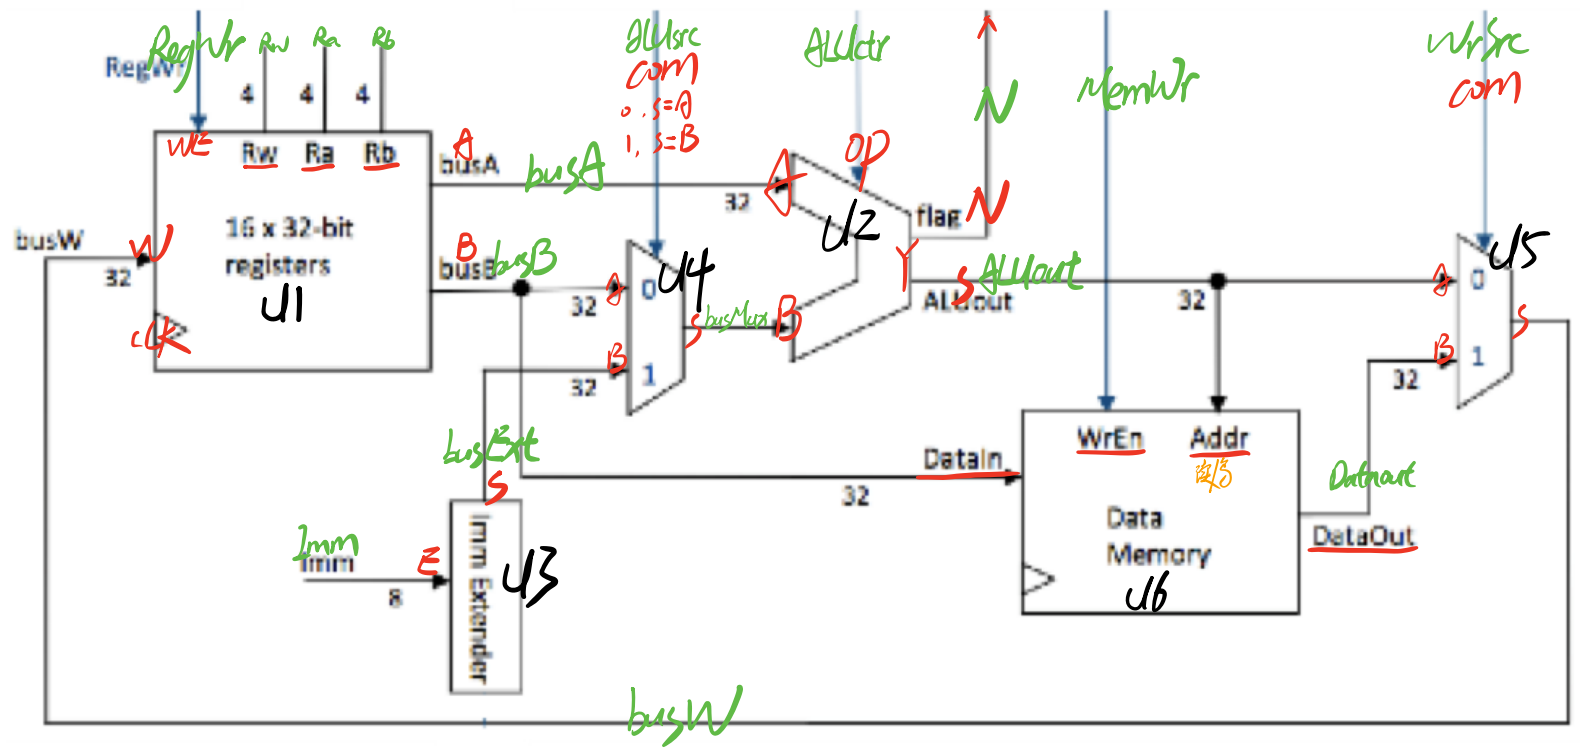 RegWr
Rw
Ra
Rb
ALUsrc
com
0, S=A
1, S=B
ALUctr
N
MemWr
WrSrc
com
RegWr
4
4
4
WE
Rw
Ra
Rb
A
busA
busA
32
A
OP
flag
N
U2
16 x 32-bit
registers
U1
busW
W
32
B
busB
busB
32
A
0
U4
S
busMux
B
Y
S
ALUout
ALUout
32
A
0
U5
S
CLK
B
1
32
B
1
32
busExt
S
DataIn
32
WrEn
Addr
Dataout
Data
Memory
DataOut
U6
Imm
Imm
E
8
Imm Extender
U3
busW